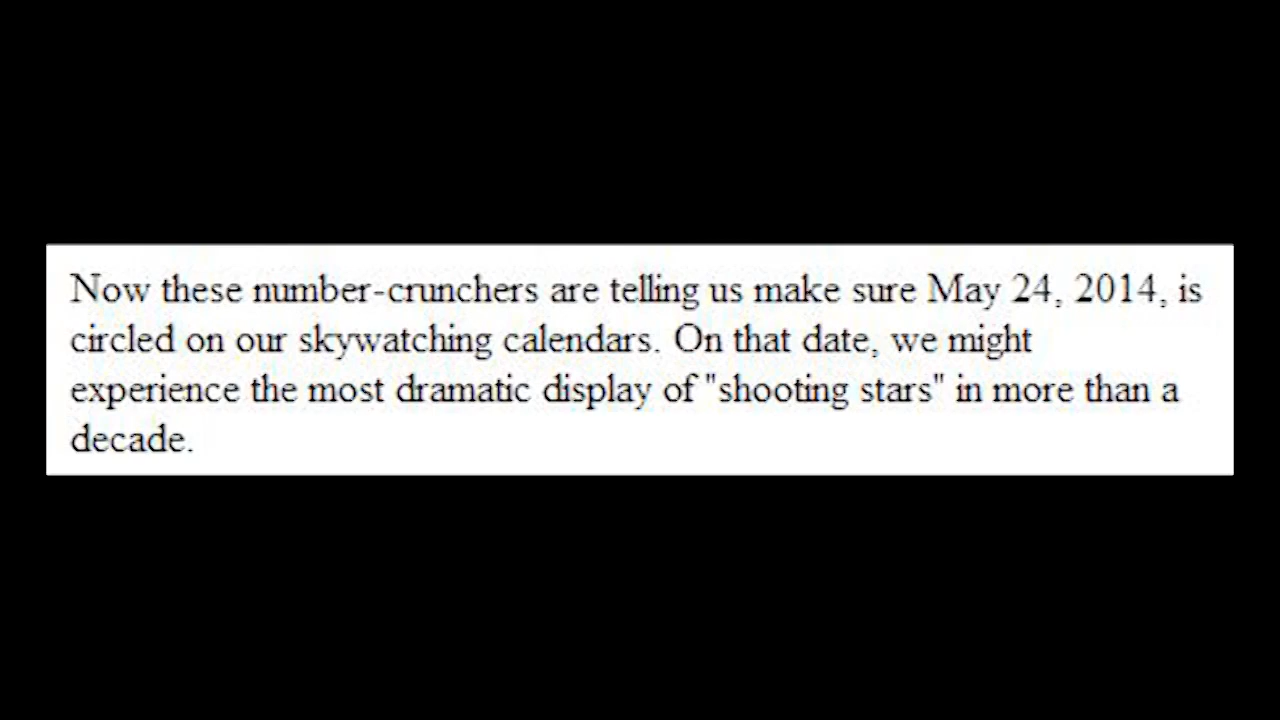 Now these number-crunchers are telling us make sure May 24, 2014, is
circled on our skywatching calendars. On that date, we might
experience the most dramatic display of "shooting stars" in more than a
decade.